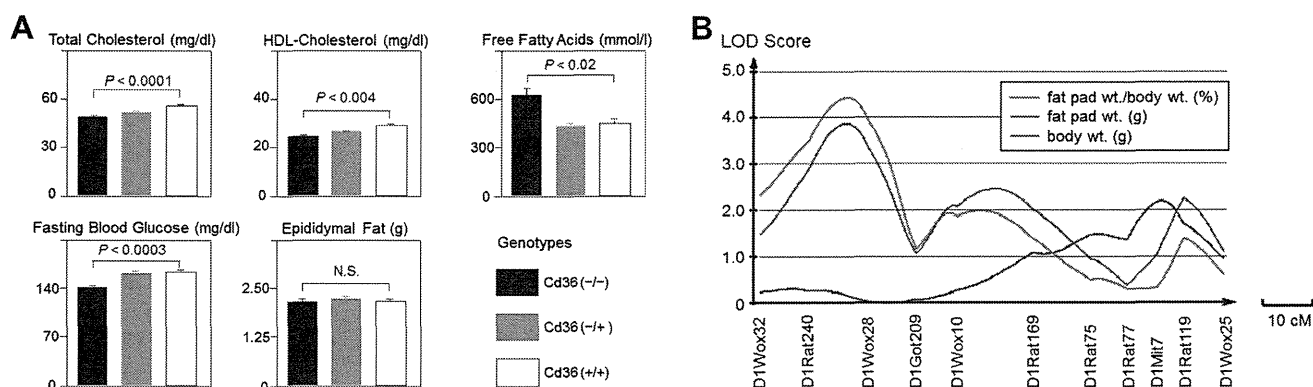 A
Total Cholesterol (mg/dl)
P < 0.0001
60
30
0
HDL-Cholesterol (mg/dl)
P < 0.004
40
20
0
Free Fatty Acids (mmol/l)
P < 0.02
600
300
0
Fasting Blood Glucose (mg/dl)
P < 0.0003
140
70
0
Epididymal Fat (g)
N.S.
2.50
1.25
0
Genotypes
Cd36 (−/−)
Cd36 (−/+)
Cd36 (+/+)
B
LOD Score
5.0
4.0
3.0
2.0
1.0
0
fat pad wt./body wt. (%)
fat pad wt. (g)
body wt. (g)
D1Wox32
D1Rat240
D1Wox28
D1Got209
D1Wox10
D1Rat169
D1Rat75
D1Rat77
D1Mit7
D1Rat119
D1Wox25
10 cM